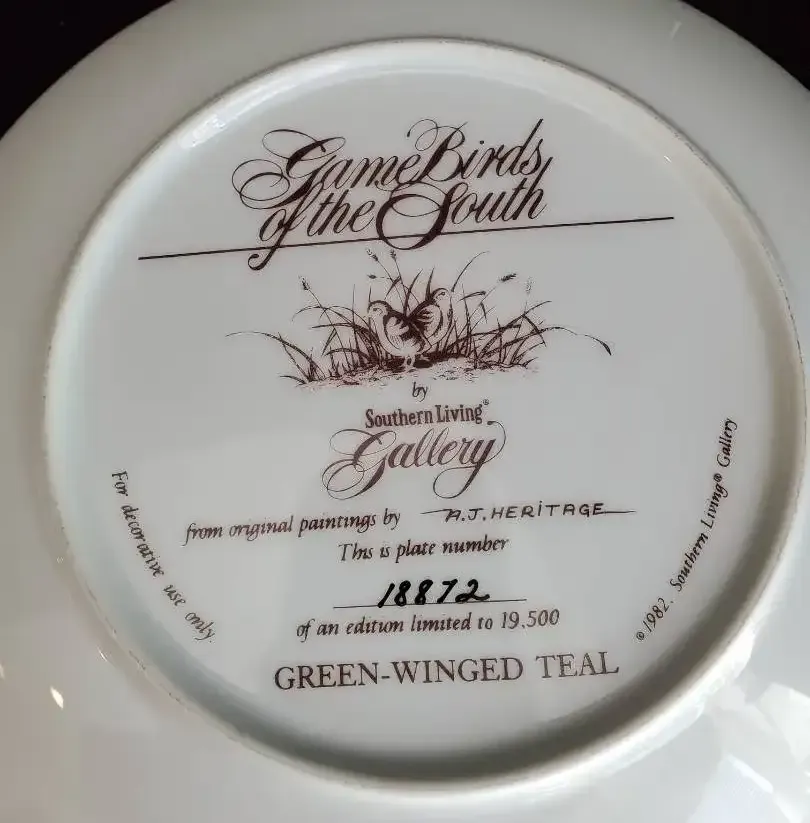 Game Birds
of the South
by
Southern Living®
Gallery
from original paintings by A.J. HERITAGE
This is plate number
18872
of an edition limited to 19,500
GREEN-WINGED TEAL
For decorative use only.
©1982. Southern Living® Gallery